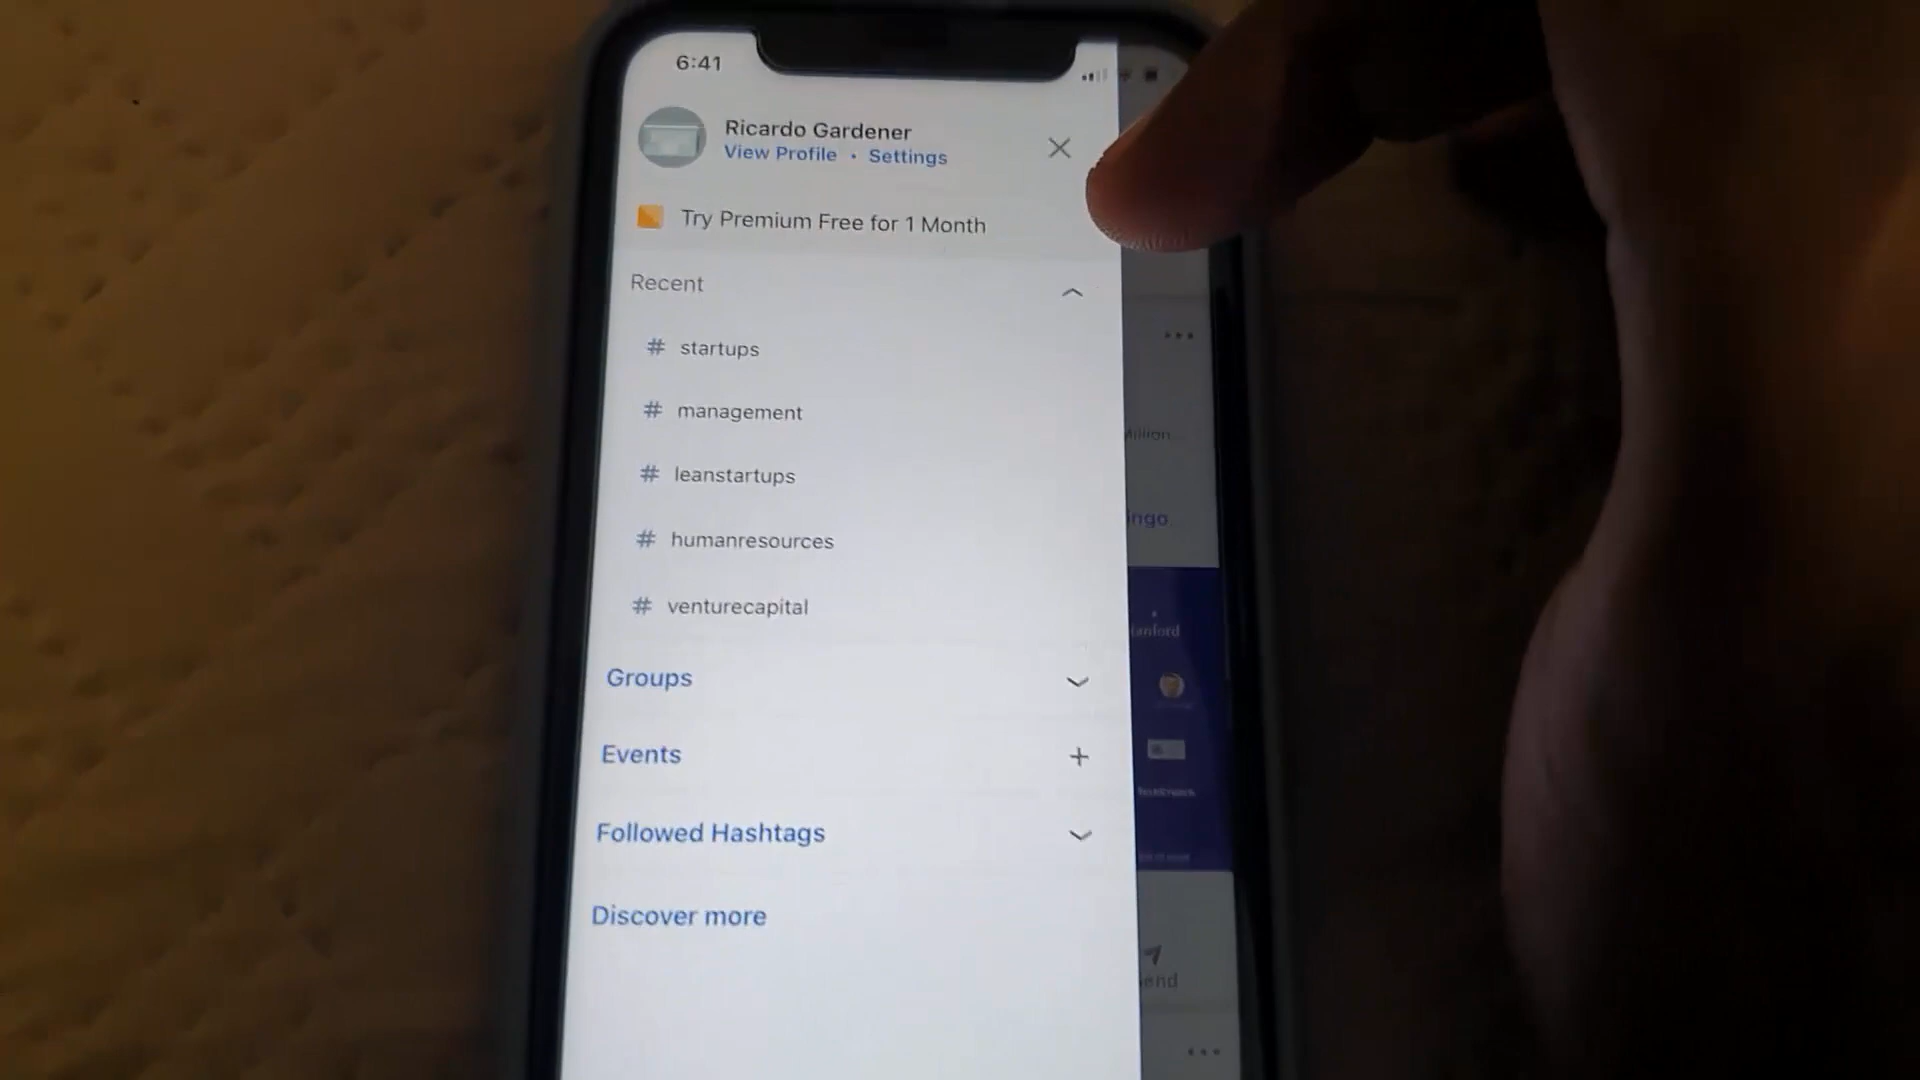 6:41
Ricardo Gardener
View Profile • Settings
Try Premium Free for 1 Month
Recent
# startups
# management
# leanstartups
# humanresources
# venturecapital
Groups
Events
Followed Hashtags
Discover more